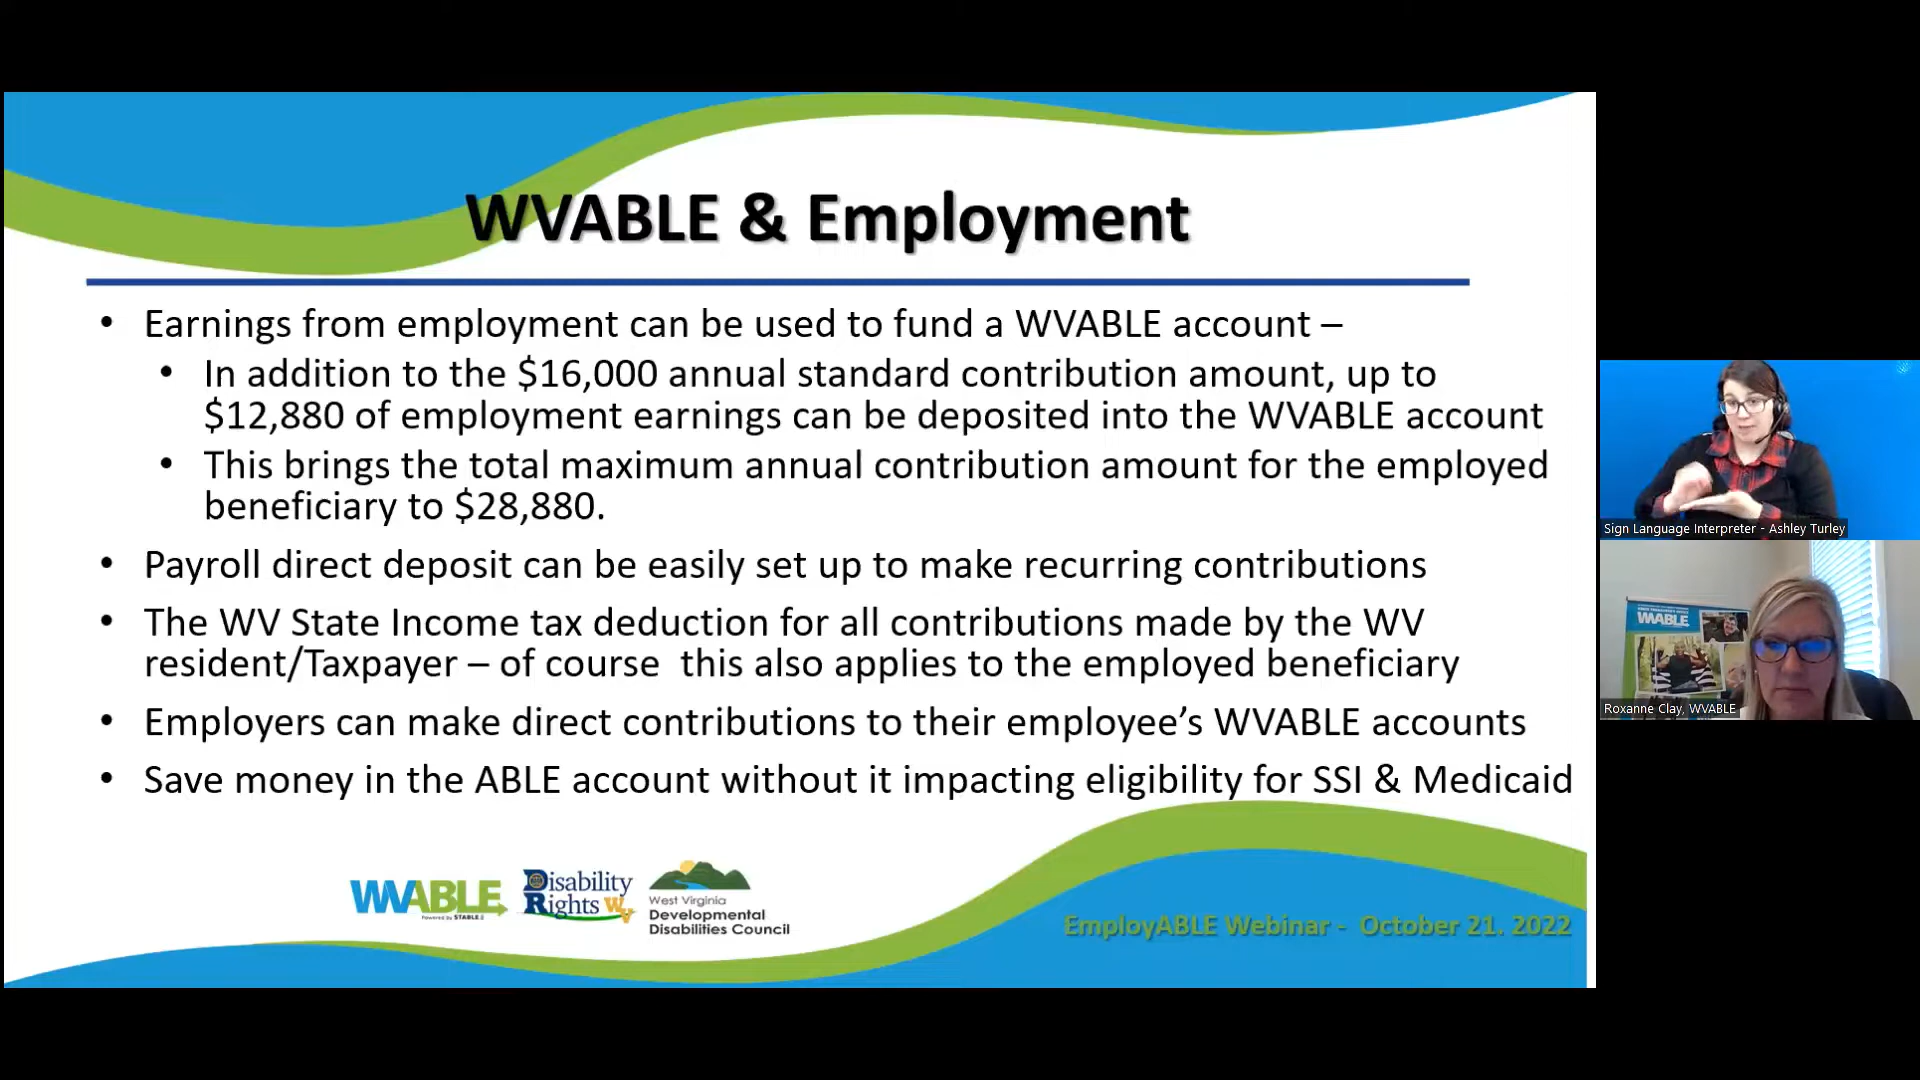 WVABLE & Employment
• Earnings from employment can be used to fund a WVABLE account –
• In addition to the $16,000 annual standard contribution amount, up to
$12,880 of employment earnings can be deposited into the WVABLE account
• This brings the total maximum annual contribution amount for the employed
beneficiary to $28,880.
• Payroll direct deposit can be easily set up to make recurring contributions
• The WV State Income tax deduction for all contributions made by the WV
resident/Taxpayer – of course  this also applies to the employed beneficiary
• Employers can make direct contributions to their employee’s WVABLE accounts
• Save money in the ABLE account without it impacting eligibility for SSI & Medicaid
WVABLE
Powered by STABLE
Disability
Rights WV
West Virginia
Developmental
Disabilities Council
EmployABLE Webinar -  October 21. 2022
Sign Language Interpreter - Ashley Turley
WVABLE
Roxanne Clay, WVABLE